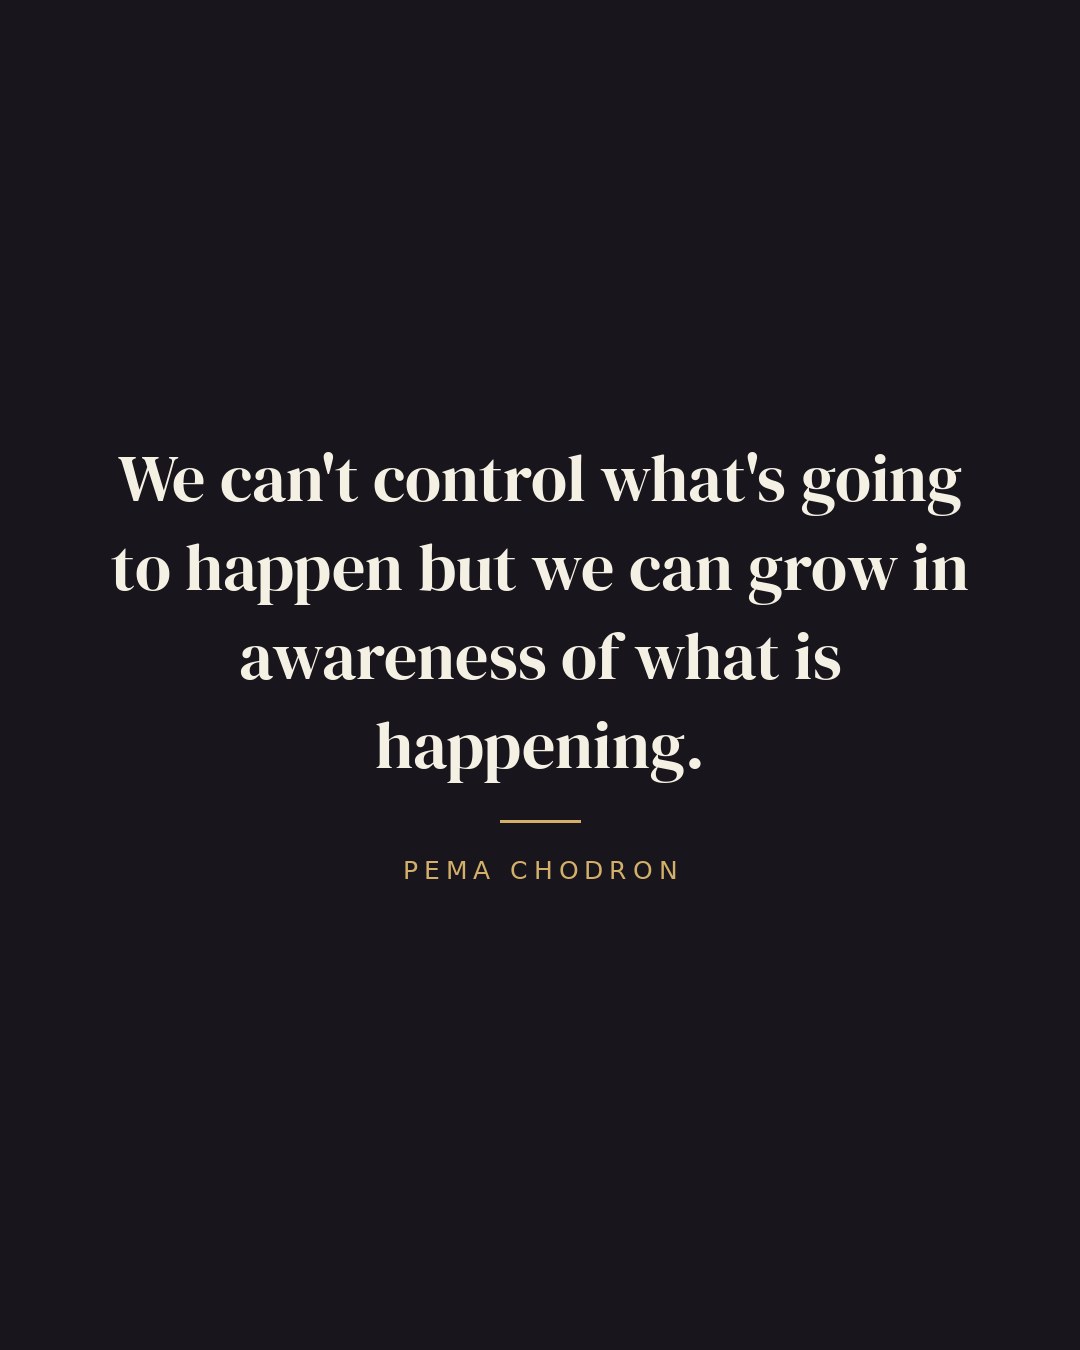 We can't control what's going
to happen but we can grow in
awareness of what is
happening.
PEMA CHODRON